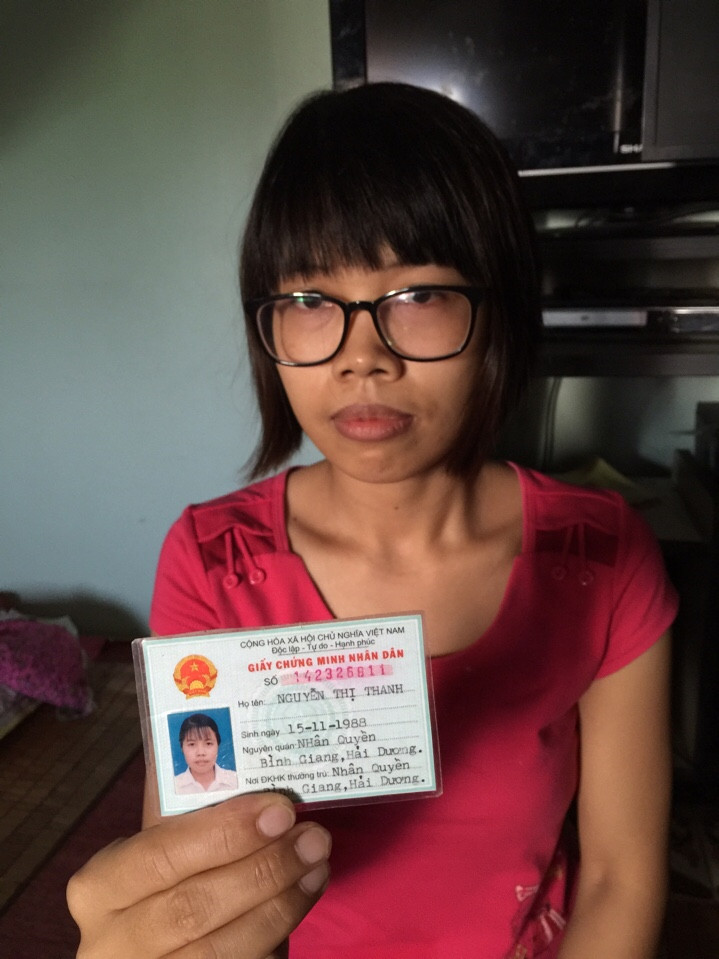 CỘNG HÒA XÃ HỘI CHỦ NGHĨA VIỆT NAM
Độc lập - Tự do - Hạnh phúc
GIẤY CHỨNG MINH NHÂN DÂN
SỐ 142326811
Họ tên: NGUYỄN THỊ THANH
Sinh ngày 15-11-1988
Nguyên quán: NHân Quyền
Bình Giang, Hải Dương.
Nơi ĐKHK thường trú: Nhân Quyền
Bình Giang, Hải Dương.